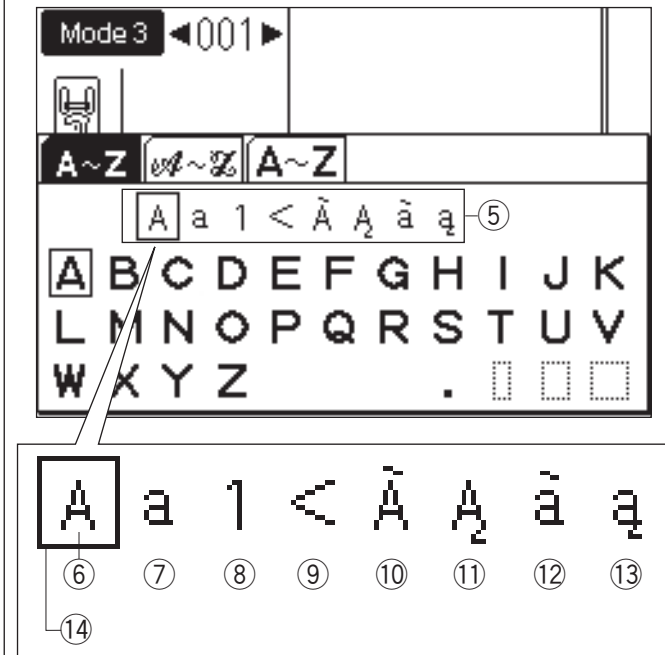 Mode 3 ◀001▶
A~Z 𝒜~𝒵 A~Z
A a 1 < Ã Ą ã ą ⑤
A B C D E F G H I J K
L M N O P Q R S T U V
W X Y Z .
A a 1 < Ã Ą ã ą
⑥ ⑦ ⑧ ⑨ ⑩ ⑪ ⑫ ⑬
⑭